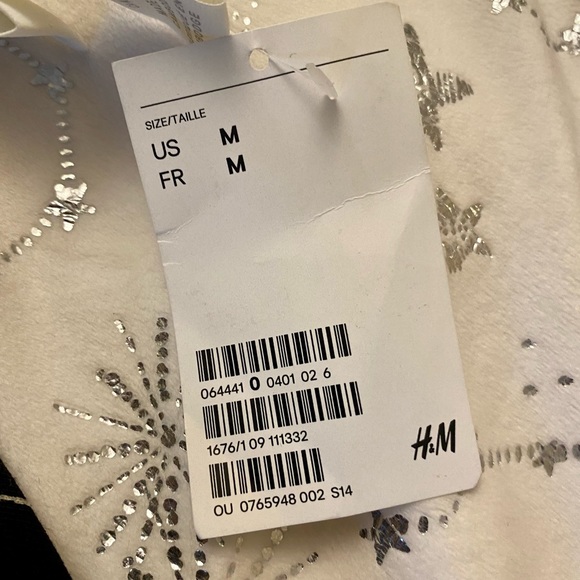 SIZE/TAILLE
US M
FR M
064441 0 0401 02 6
1676/1 09 111332
OU 0765948 002 S14
H&M